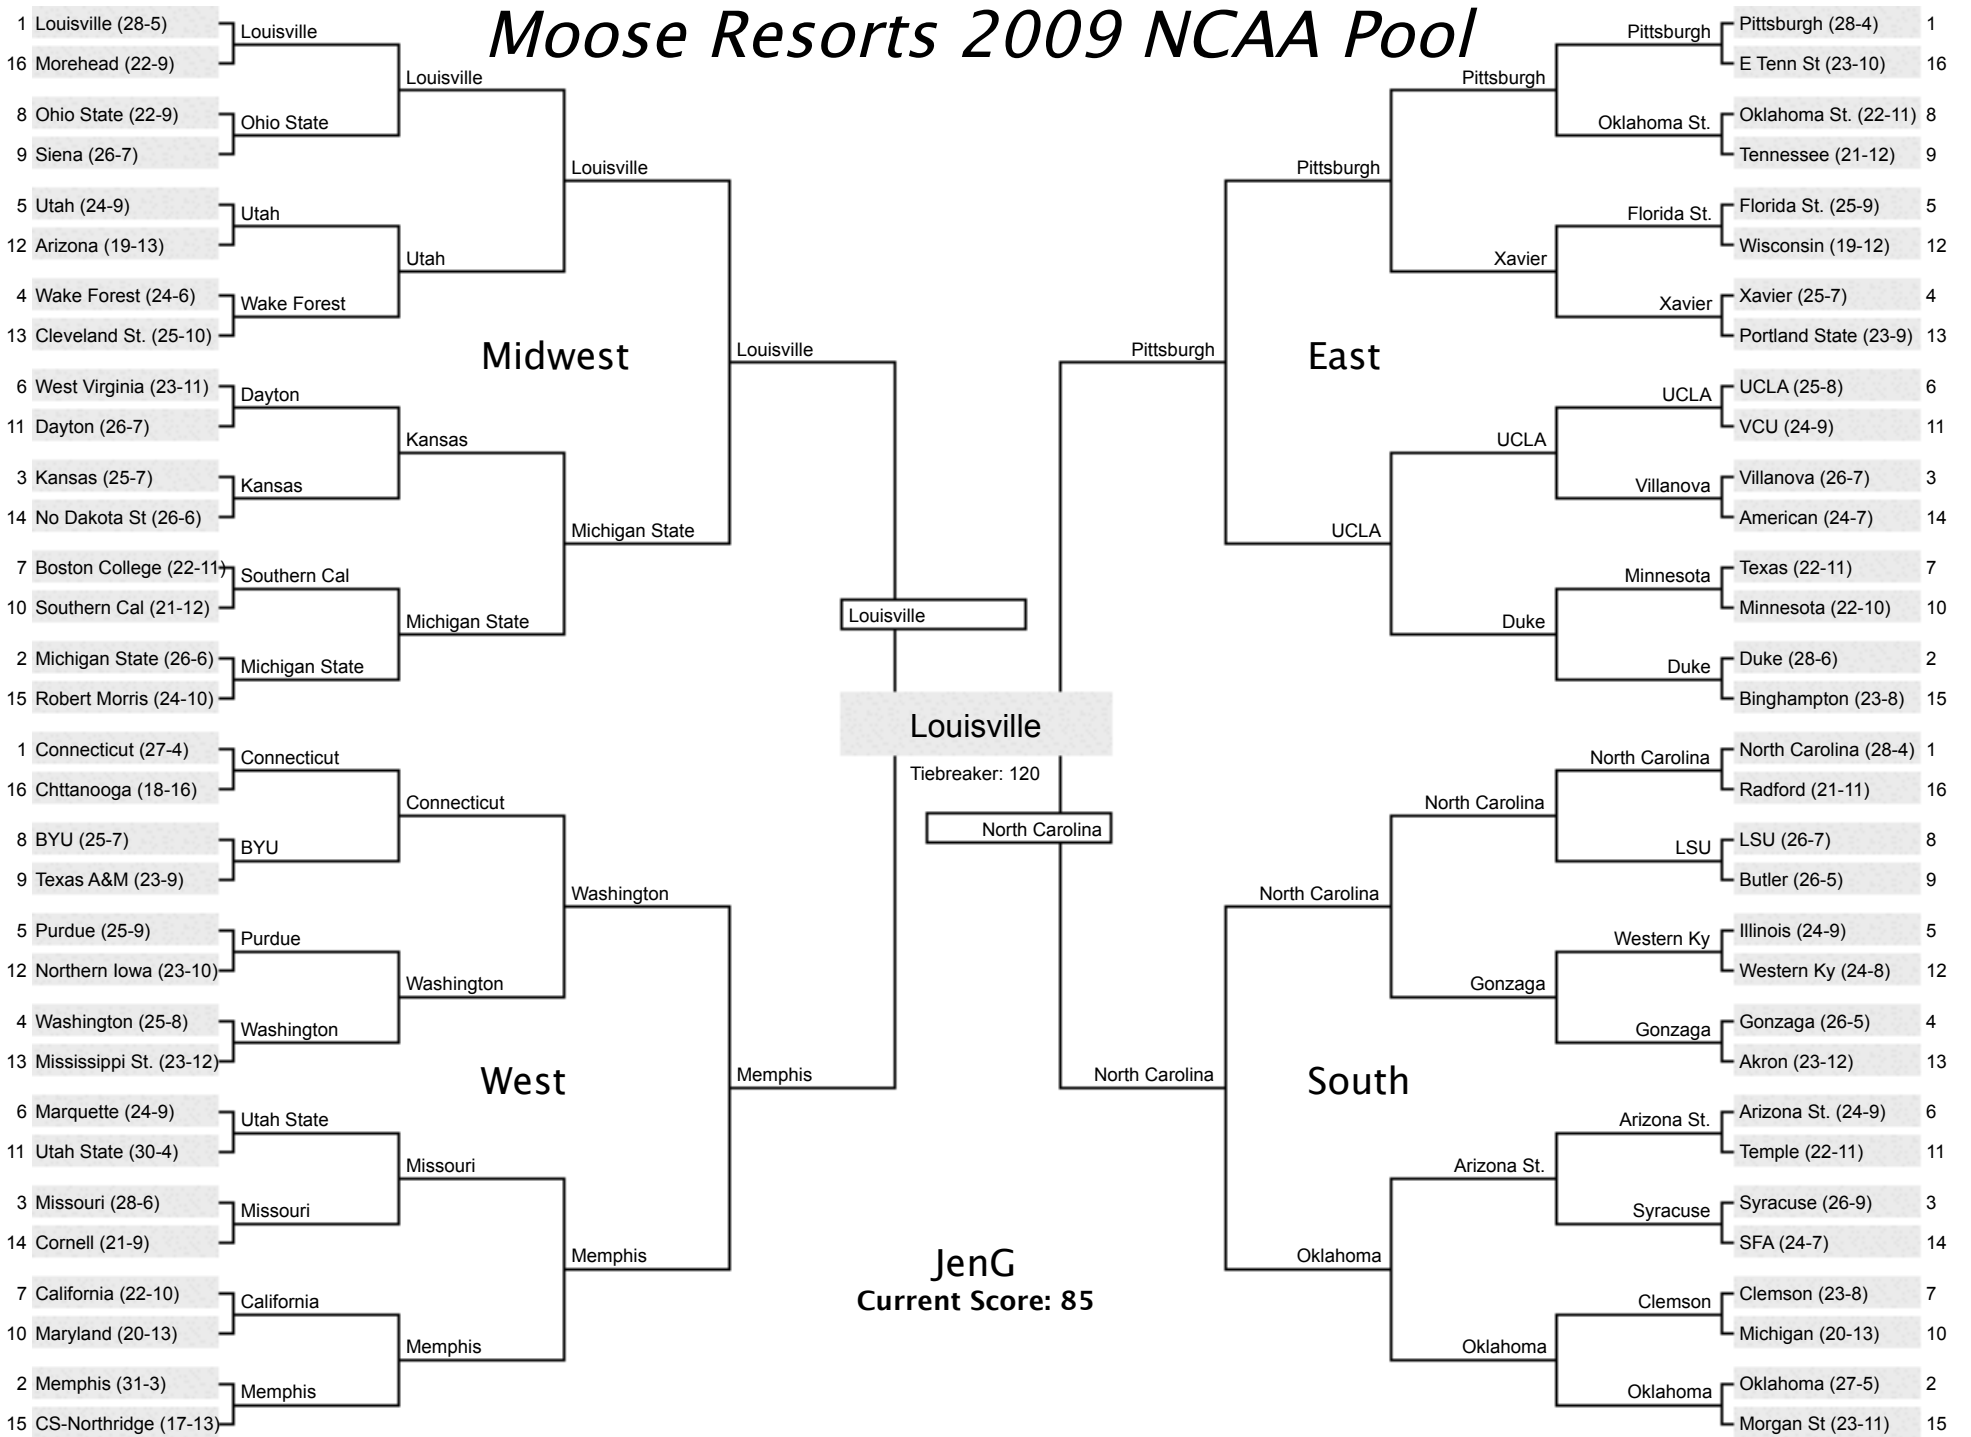 Moose Resorts 2009 NCAA Pool
1 Louisville (28-5)
16 Morehead (22-9)
8 Ohio State (22-9)
9 Siena (26-7)
5 Utah (24-9)
12 Arizona (19-13)
4 Wake Forest (24-6)
13 Cleveland St. (25-10)
6 West Virginia (23-11)
11 Dayton (26-7)
3 Kansas (25-7)
14 No Dakota St (26-6)
7 Boston College (22-11)
10 Southern Cal (21-12)
2 Michigan State (26-6)
15 Robert Morris (24-10)
Louisville
Ohio State
Utah
Wake Forest
Dayton
Kansas
Southern Cal
Michigan State
Louisville
Utah
Kansas
Michigan State
Louisville
Michigan State
Louisville
Midwest
1 Connecticut (27-4)
16 Chttanooga (18-16)
8 BYU (25-7)
9 Texas A&M (23-9)
5 Purdue (25-9)
12 Northern Iowa (23-10)
4 Washington (25-8)
13 Mississippi St. (23-12)
6 Marquette (24-9)
11 Utah State (30-4)
3 Missouri (28-6)
14 Cornell (21-9)
7 California (22-10)
10 Maryland (20-13)
2 Memphis (31-3)
15 CS-Northridge (17-13)
Connecticut
BYU
Purdue
Washington
Utah State
Missouri
California
Memphis
Connecticut
Washington
Missouri
Memphis
Washington
Memphis
Memphis
West
Louisville
Louisville
Tiebreaker: 120
North Carolina
JenG
Current Score: 85
Pittsburgh (28-4) 1
E Tenn St (23-10) 16
Oklahoma St. (22-11) 8
Tennessee (21-12) 9
Florida St. (25-9) 5
Wisconsin (19-12) 12
Xavier (25-7) 4
Portland State (23-9) 13
UCLA (25-8) 6
VCU (24-9) 11
Villanova (26-7) 3
American (24-7) 14
Texas (22-11) 7
Minnesota (22-10) 10
Duke (28-6) 2
Binghampton (23-8) 15
Pittsburgh
Oklahoma St.
Florida St.
Xavier
UCLA
Villanova
Minnesota
Duke
Pittsburgh
Xavier
UCLA
Duke
Pittsburgh
UCLA
Pittsburgh
East
North Carolina (28-4) 1
Radford (21-11) 16
LSU (26-7) 8
Butler (26-5) 9
Illinois (24-9) 5
Western Ky (24-8) 12
Gonzaga (26-5) 4
Akron (23-12) 13
Arizona St. (24-9) 6
Temple (22-11) 11
Syracuse (26-9) 3
SFA (24-7) 14
Clemson (23-8) 7
Michigan (20-13) 10
Oklahoma (27-5) 2
Morgan St (23-11) 15
North Carolina
LSU
Western Ky
Gonzaga
Arizona St.
Syracuse
Clemson
Oklahoma
North Carolina
Gonzaga
Arizona St.
Oklahoma
North Carolina
Oklahoma
North Carolina
South